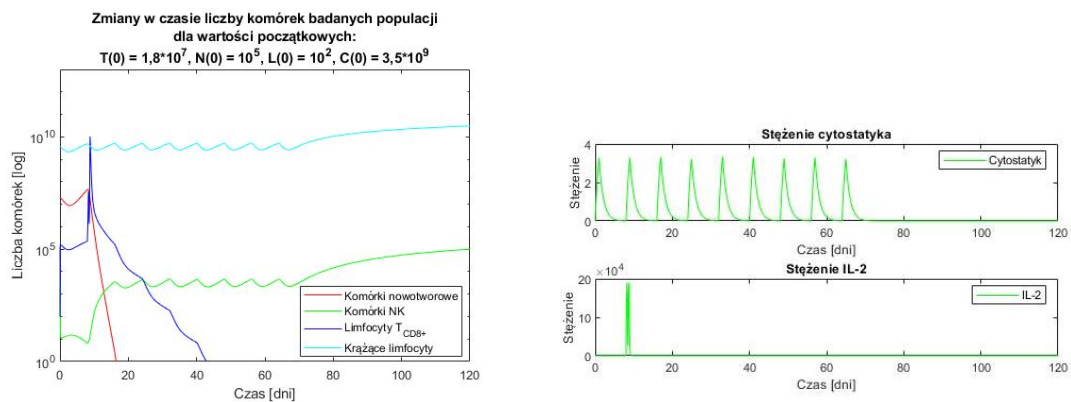 Zmiany w czasie liczby komórek badanych populacji
dla wartości początkowych:
T(0) = 1,8*10^7, N(0) = 10^5, L(0) = 10^2, C(0) = 3,5*10^9
Liczba komórek [log]
10^10
10^5
10^0
0 20 40 60 80 100 120
Czas [dni]
Komórki nowotworowe
Komórki NK
Limfocyty T_CD8+
Krążące limfocyty
Stężenie cytostatyka
Stężenie
4
2
0
Cytostatyk
0 20 40 60 80 100 120
Czas [dni]
Stężenie IL-2
×10^4
Stężenie
20
15
10
5
0
IL-2
0 20 40 60 80 100 120
Czas [dni]